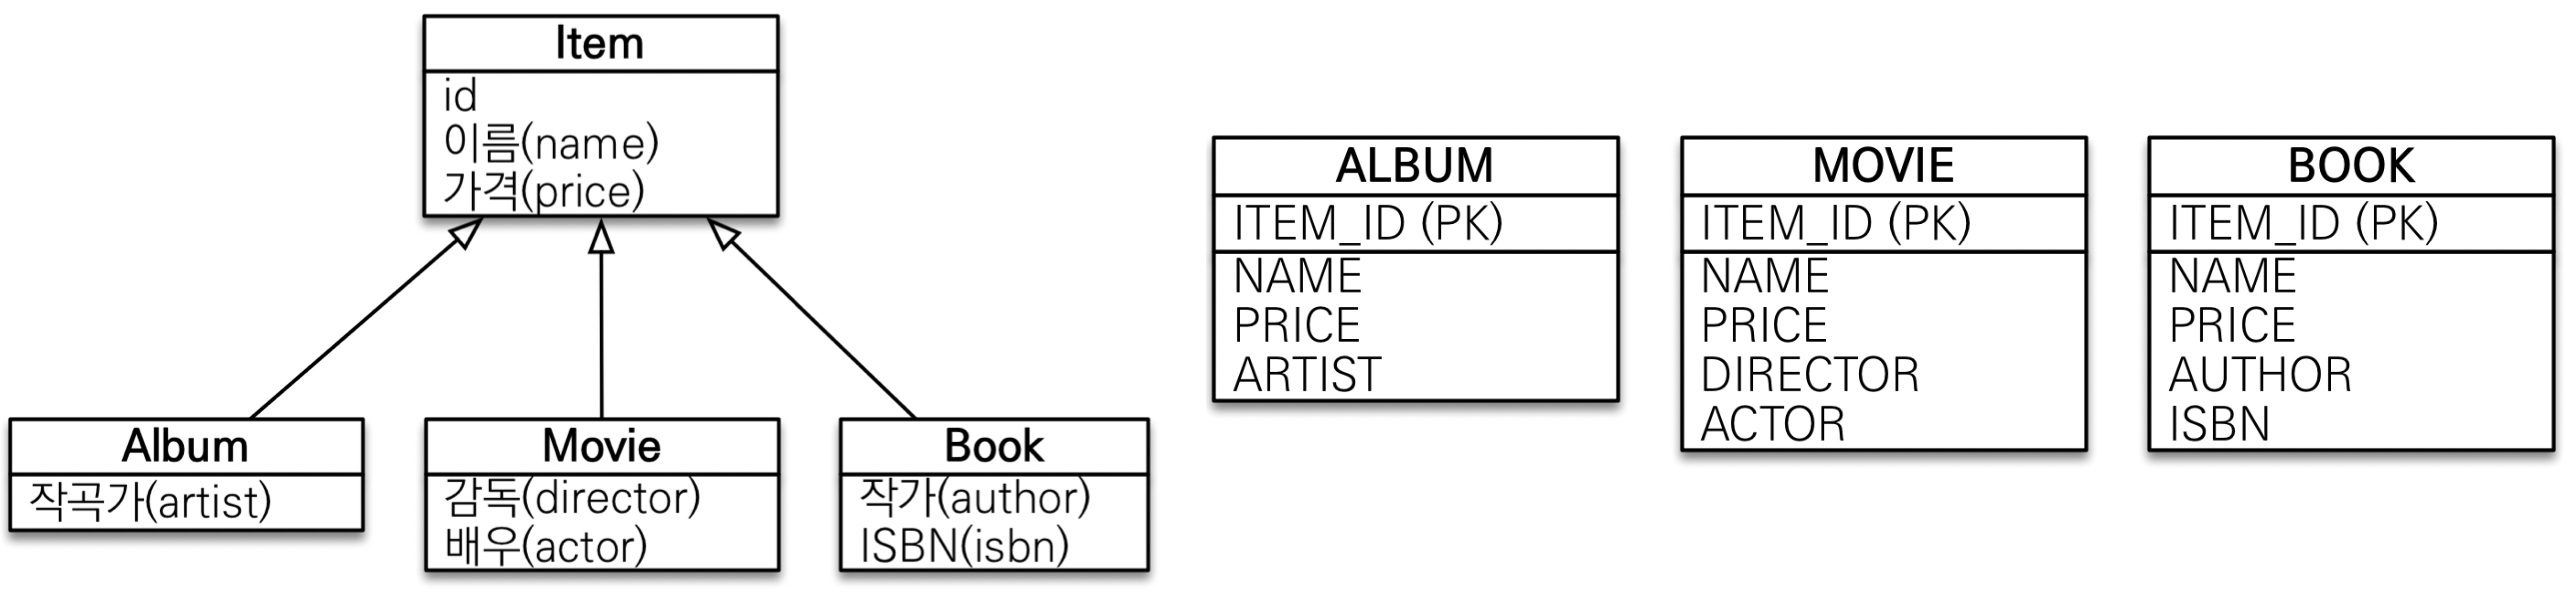 Item
id
이름(name)
가격(price)
Album
작곡가(artist)
Movie
감독(director)
배우(actor)
Book
작가(author)
ISBN(isbn)
ALBUM
ITEM_ID (PK)
NAME
PRICE
ARTIST
MOVIE
ITEM_ID (PK)
NAME
PRICE
DIRECTOR
ACTOR
BOOK
ITEM_ID (PK)
NAME
PRICE
AUTHOR
ISBN